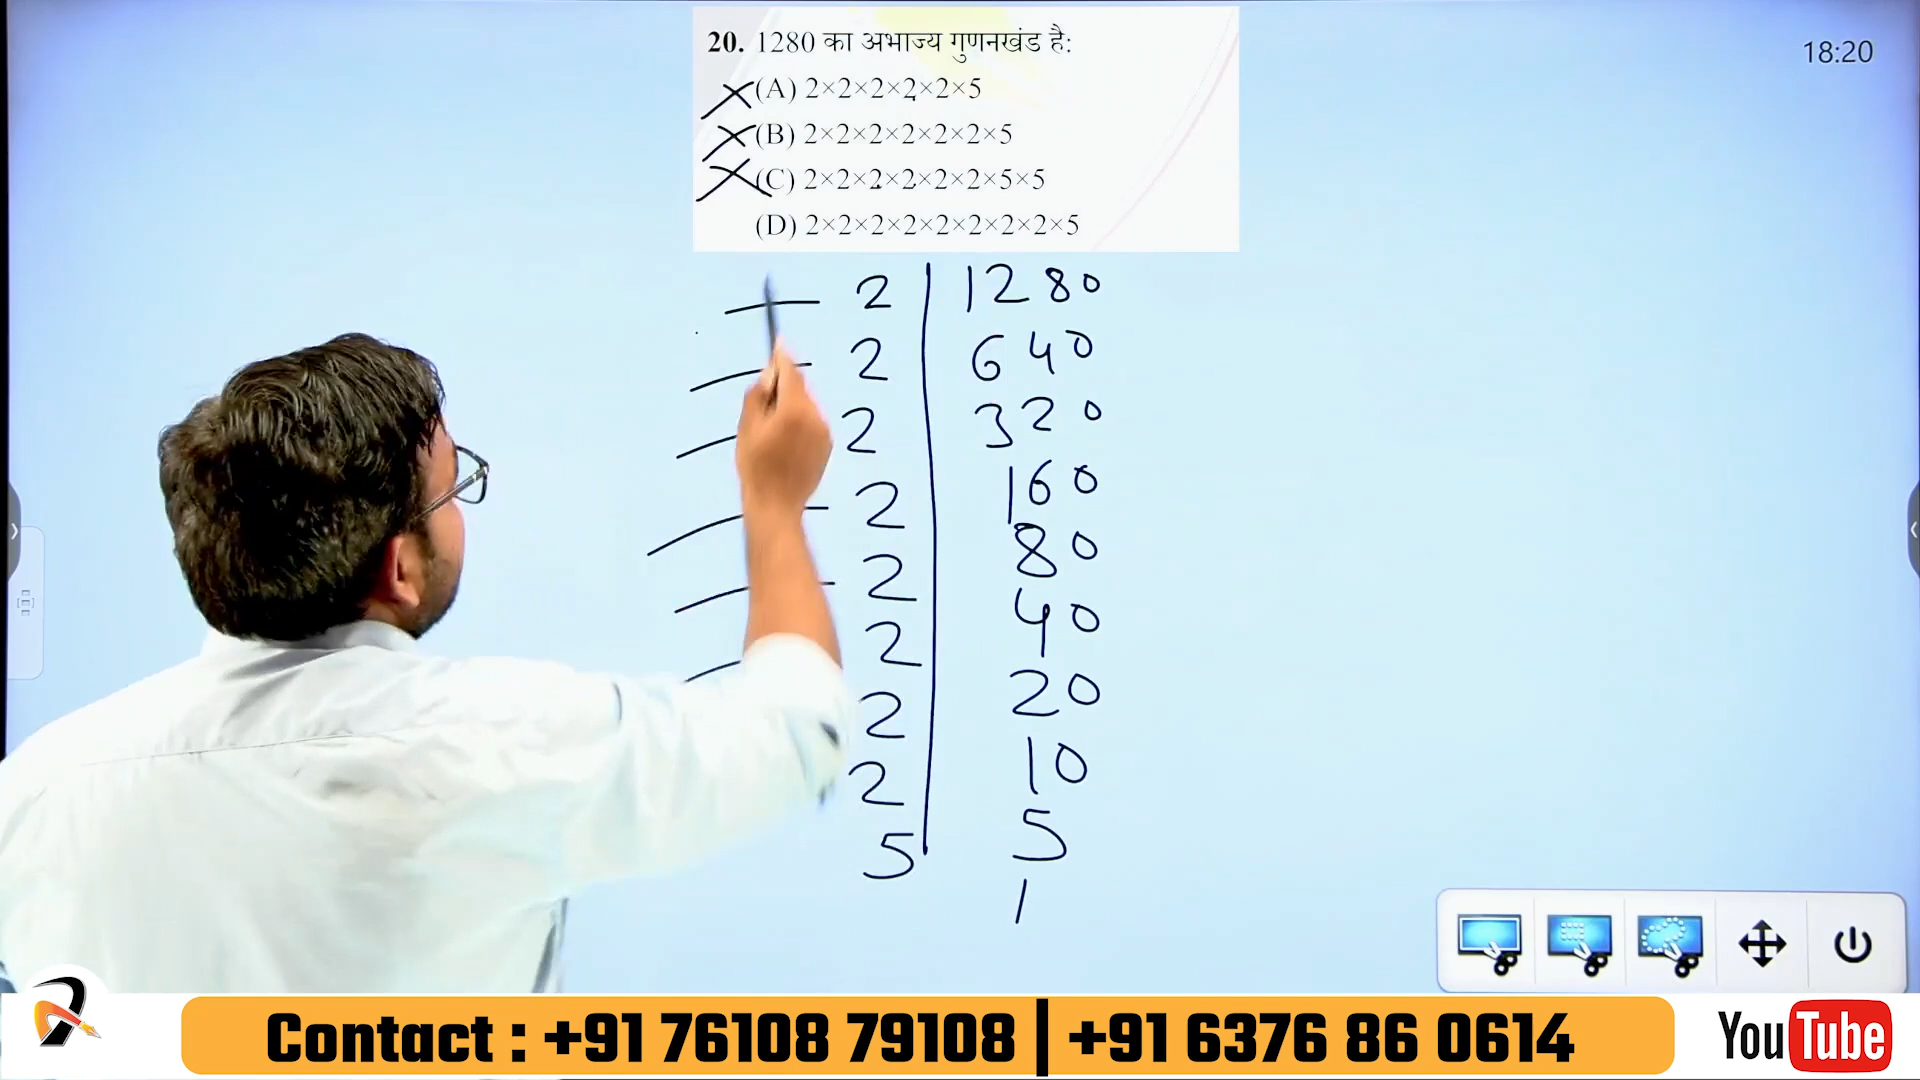 20. 1280 का अभाज्य गुणनखंड है:
18:20
(A) 2×2×2×2×2×5
(B) 2×2×2×2×2×2×5
(C) 2×2×2×2×2×2×5×5
(D) 2×2×2×2×2×2×2×2×5
2 1280
2 640
2 320
2 160
2 80
2 40
2 20
2 10
5 5
1
Contact : +91 76108 79108 | +91 6376 86 0614
YouTube